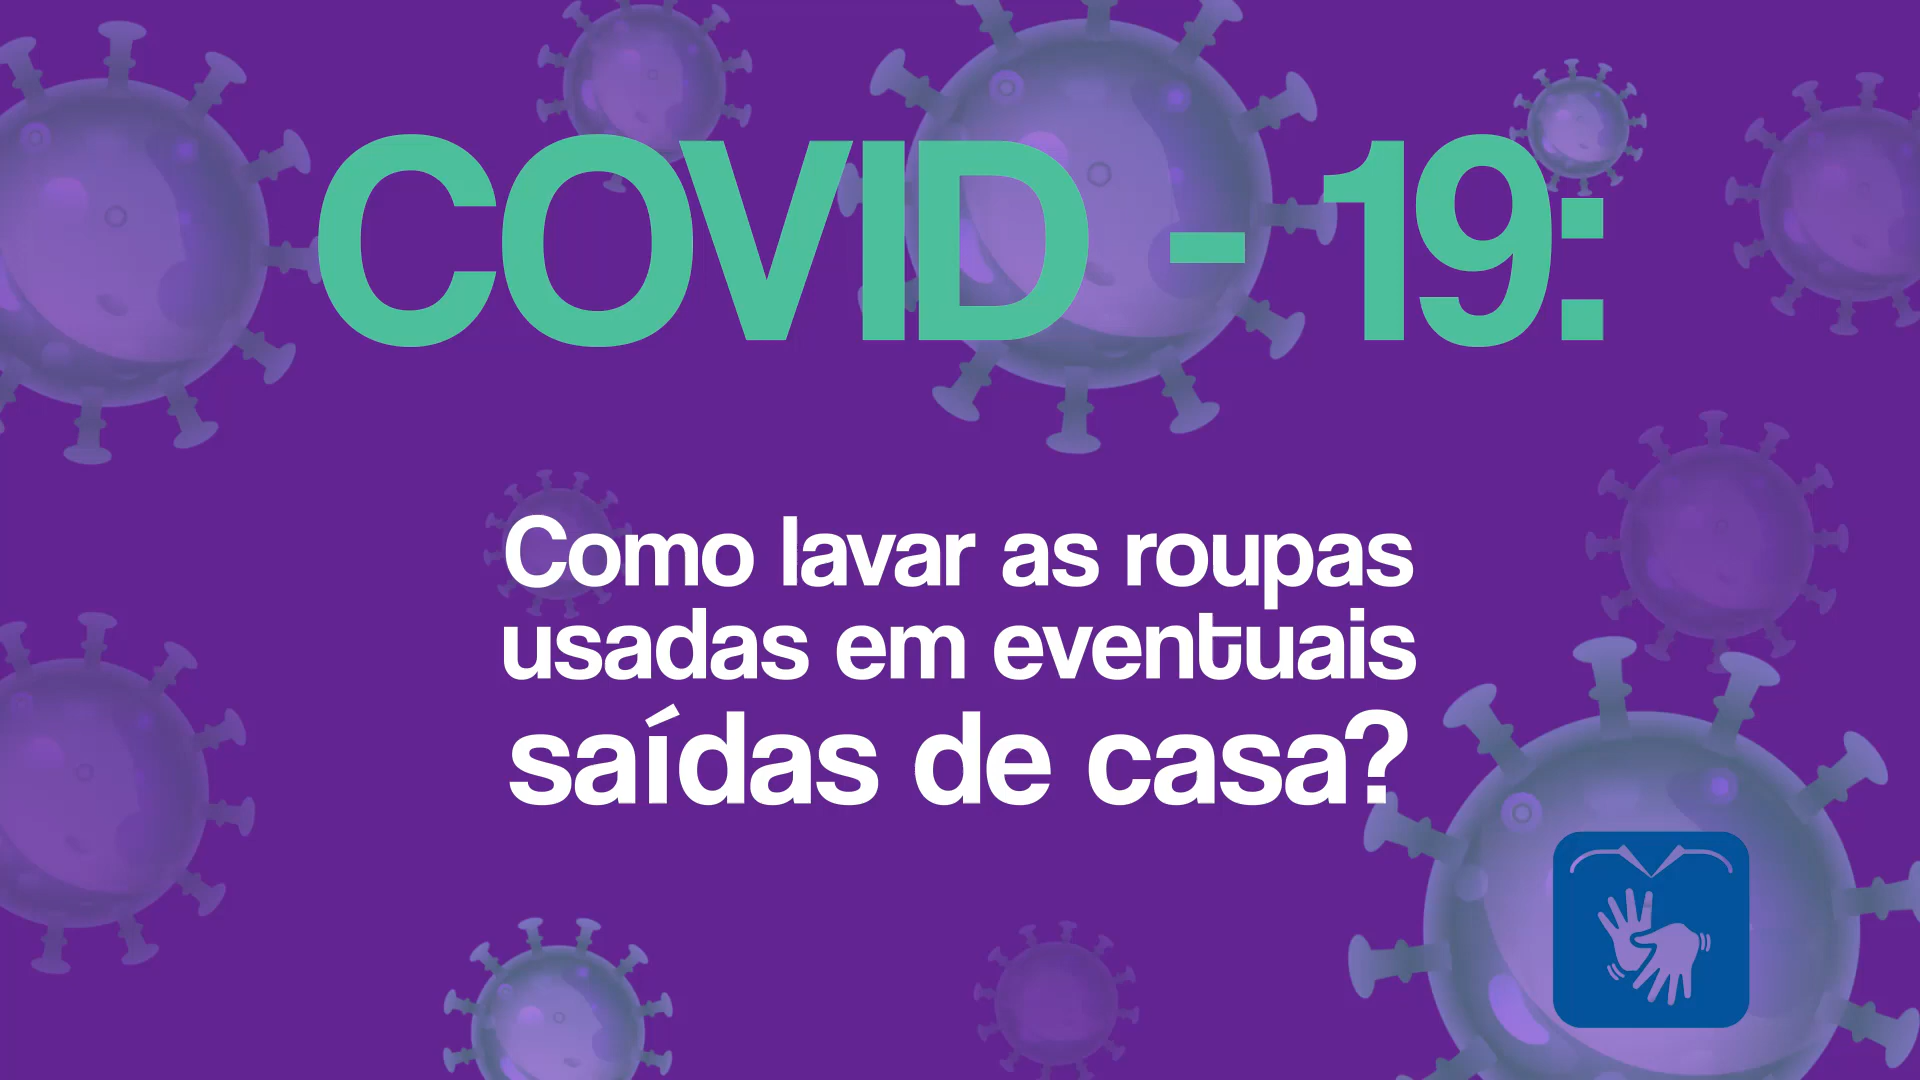 COVID - 19:
Como lavar as roupas
usadas em eventuais
saídas de casa?